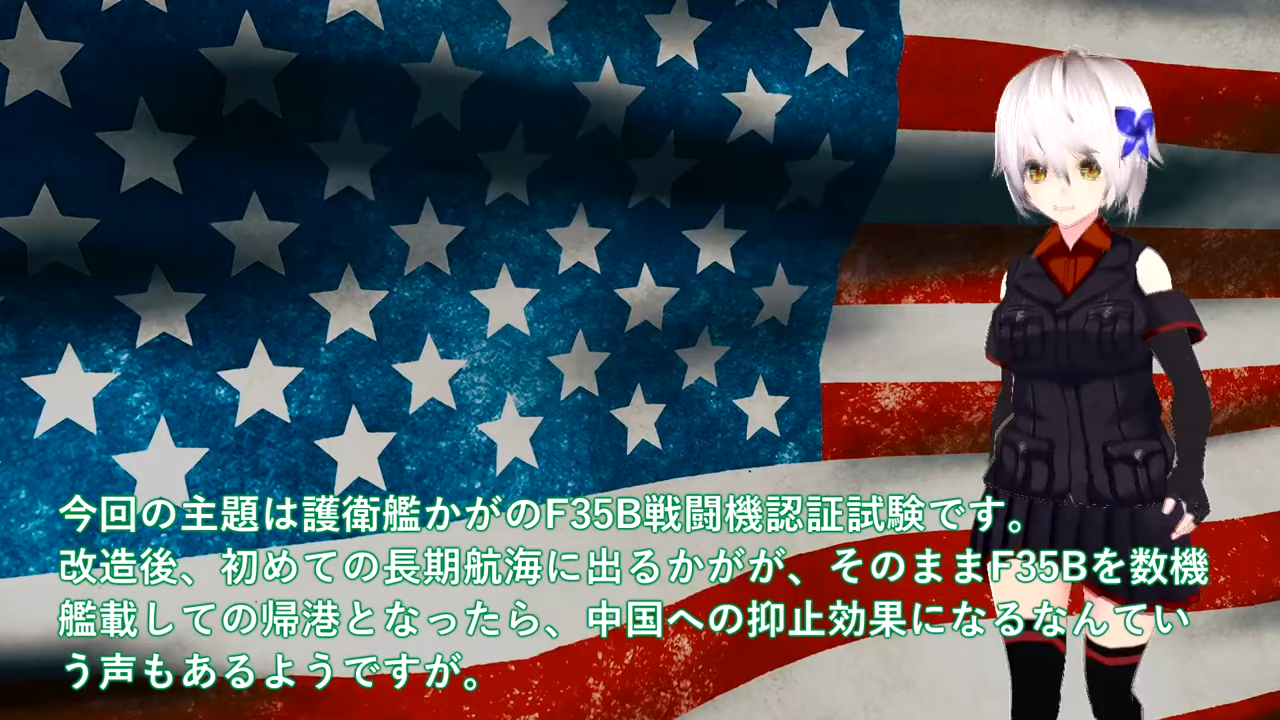 今回の主題は護衛艦かがのF35B戦闘機認証試験です。
改造後、初めての長期航海に出るかがが、そのままF35Bを数機
艦載しての帰港となったら、中国への抑止効果になるなんてい
う声もあるようですが。